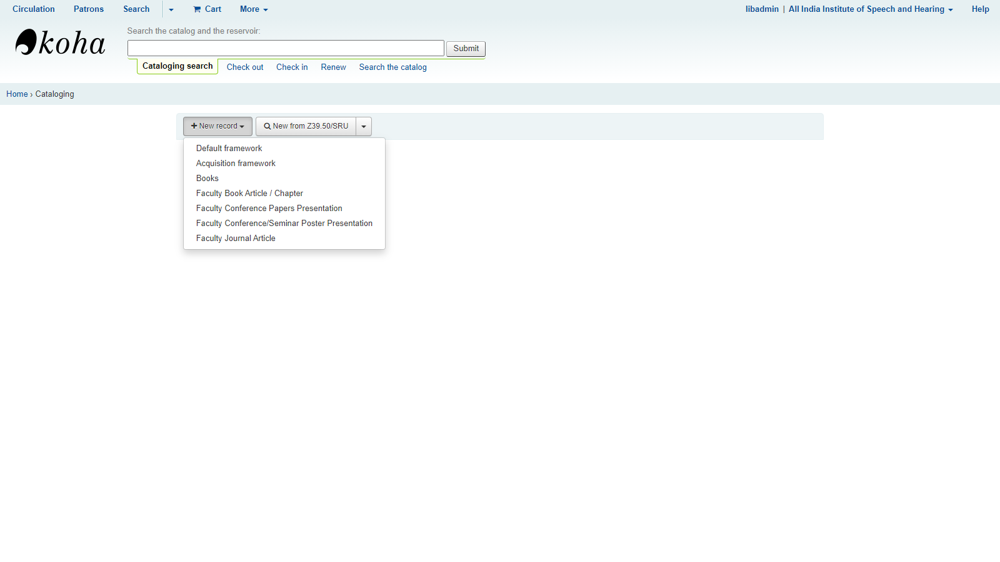 Circulation Patrons Search Cart More libadmin | All India Institute of Speech and Hearing Help
koha
Search the catalog and the reservoir:
Submit
Cataloging search Check out Check in Renew Search the catalog
Home › Cataloging
New record New from Z39.50/SRU
Default framework
Acquisition framework
Books
Faculty Book Article / Chapter
Faculty Conference Papers Presentation
Faculty Conference/Seminar Poster Presentation
Faculty Journal Article